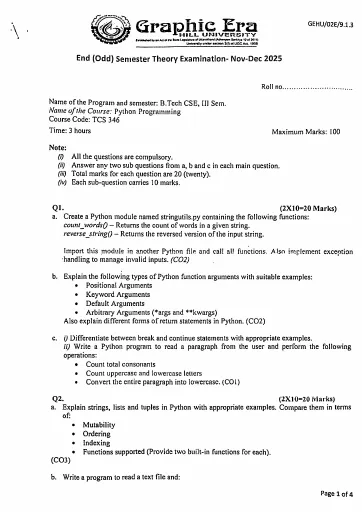 Graphic Era
HILL UNIVERSITY
GEHU/02E/9.1.3
End (Odd) Semester Theory Examination- Nov-Dec 2025
Roll no..............................
Name of the Program and semester: B.Tech CSE, III Sem.
Name of the Course: Python Programming
Course Code: TCS 346
Time: 3 hours Maximum Marks: 100
Note:
(i) All the questions are compulsory.
(ii) Answer any two sub questions from a, b and c in each main question.
(iii) Total marks for each question are 20 (twenty).
(iv) Each sub-question carries 10 marks.
Q1. (2X10=20 Marks)
a. Create a Python module named stringutils.py containing the following functions:
count_words() – Returns the count of words in a given string.
reverse_string() – Returns the reversed version of the input string.
Import this module in another Python file and call all functions. Also implement exception
handling to manage invalid inputs. (CO2)
b. Explain the following types of Python function arguments with suitable examples:
• Positional Arguments
• Keyword Arguments
• Default Arguments
• Arbitrary Arguments (*args and **kwargs)
Also explain different forms of return statements in Python. (CO2)
c. i) Differentiate between break and continue statements with appropriate examples.
ii) Write a Python program to read a paragraph from the user and perform the following
operations:
• Count total consonants
• Count uppercase and lowercase letters
• Convert the entire paragraph into lowercase. (CO1)
Q2. (2X10=20 Marks)
a. Explain strings, lists and tuples in Python with appropriate examples. Compare them in terms
of:
• Mutability
• Ordering
• Indexing
• Functions supported (Provide two built-in functions for each).
(CO3)
b. Write a program to read a text file and:
Page 1 of 4